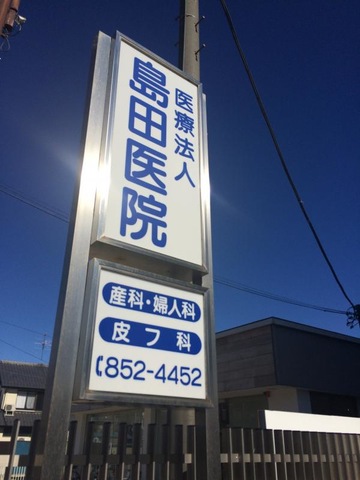 医療法人
島田医院
産科・婦人科
皮フ科
852-4452